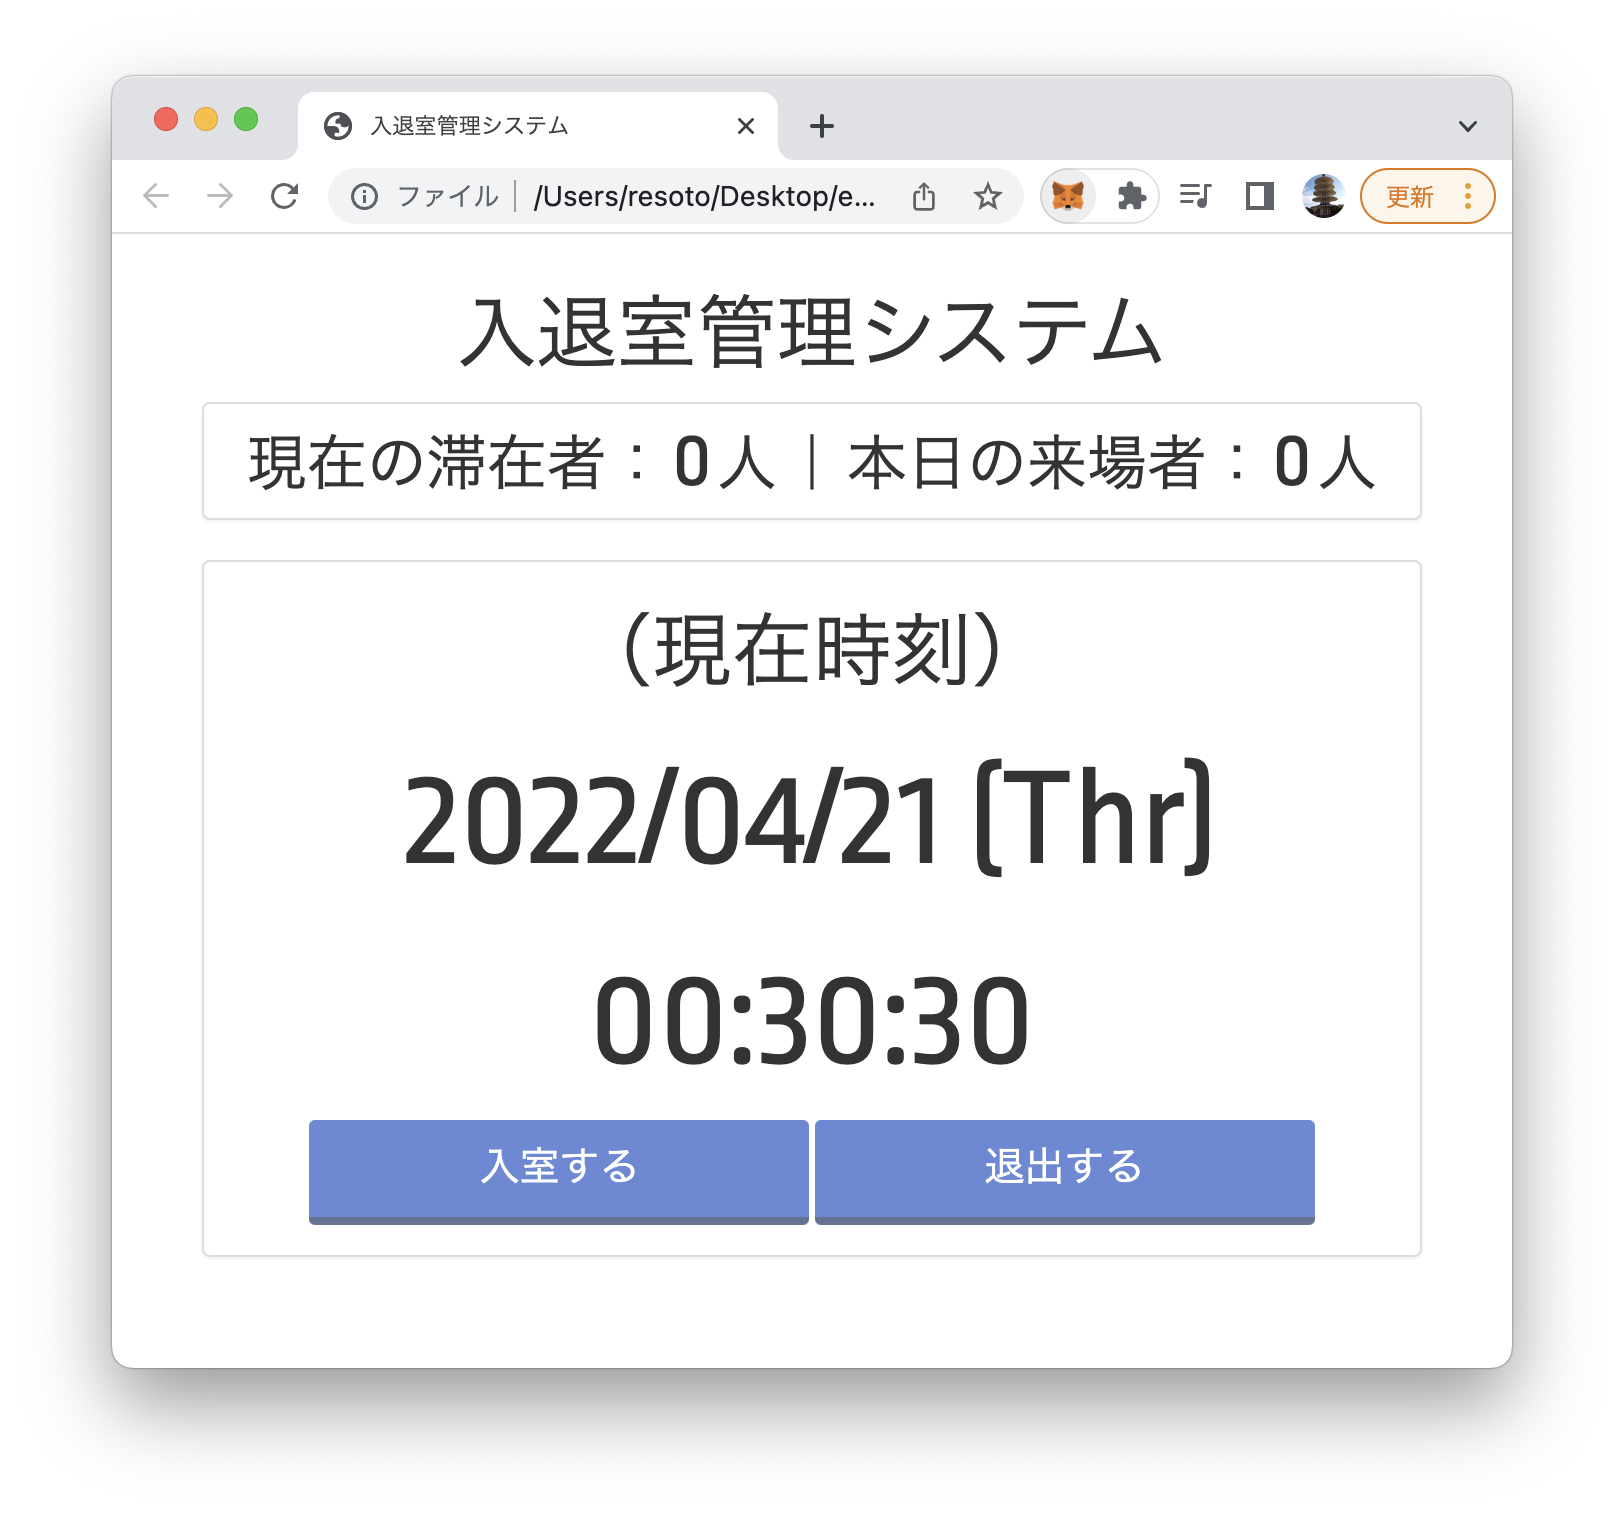 入退室管理システム
ファイル | /Users/resoto/Desktop/e...
更新
入退室管理システム
現在の滞在者：0人｜本日の来場者：0人
（現在時刻）
2022/04/21 (Thr)
00:30:30
入室する
退出する